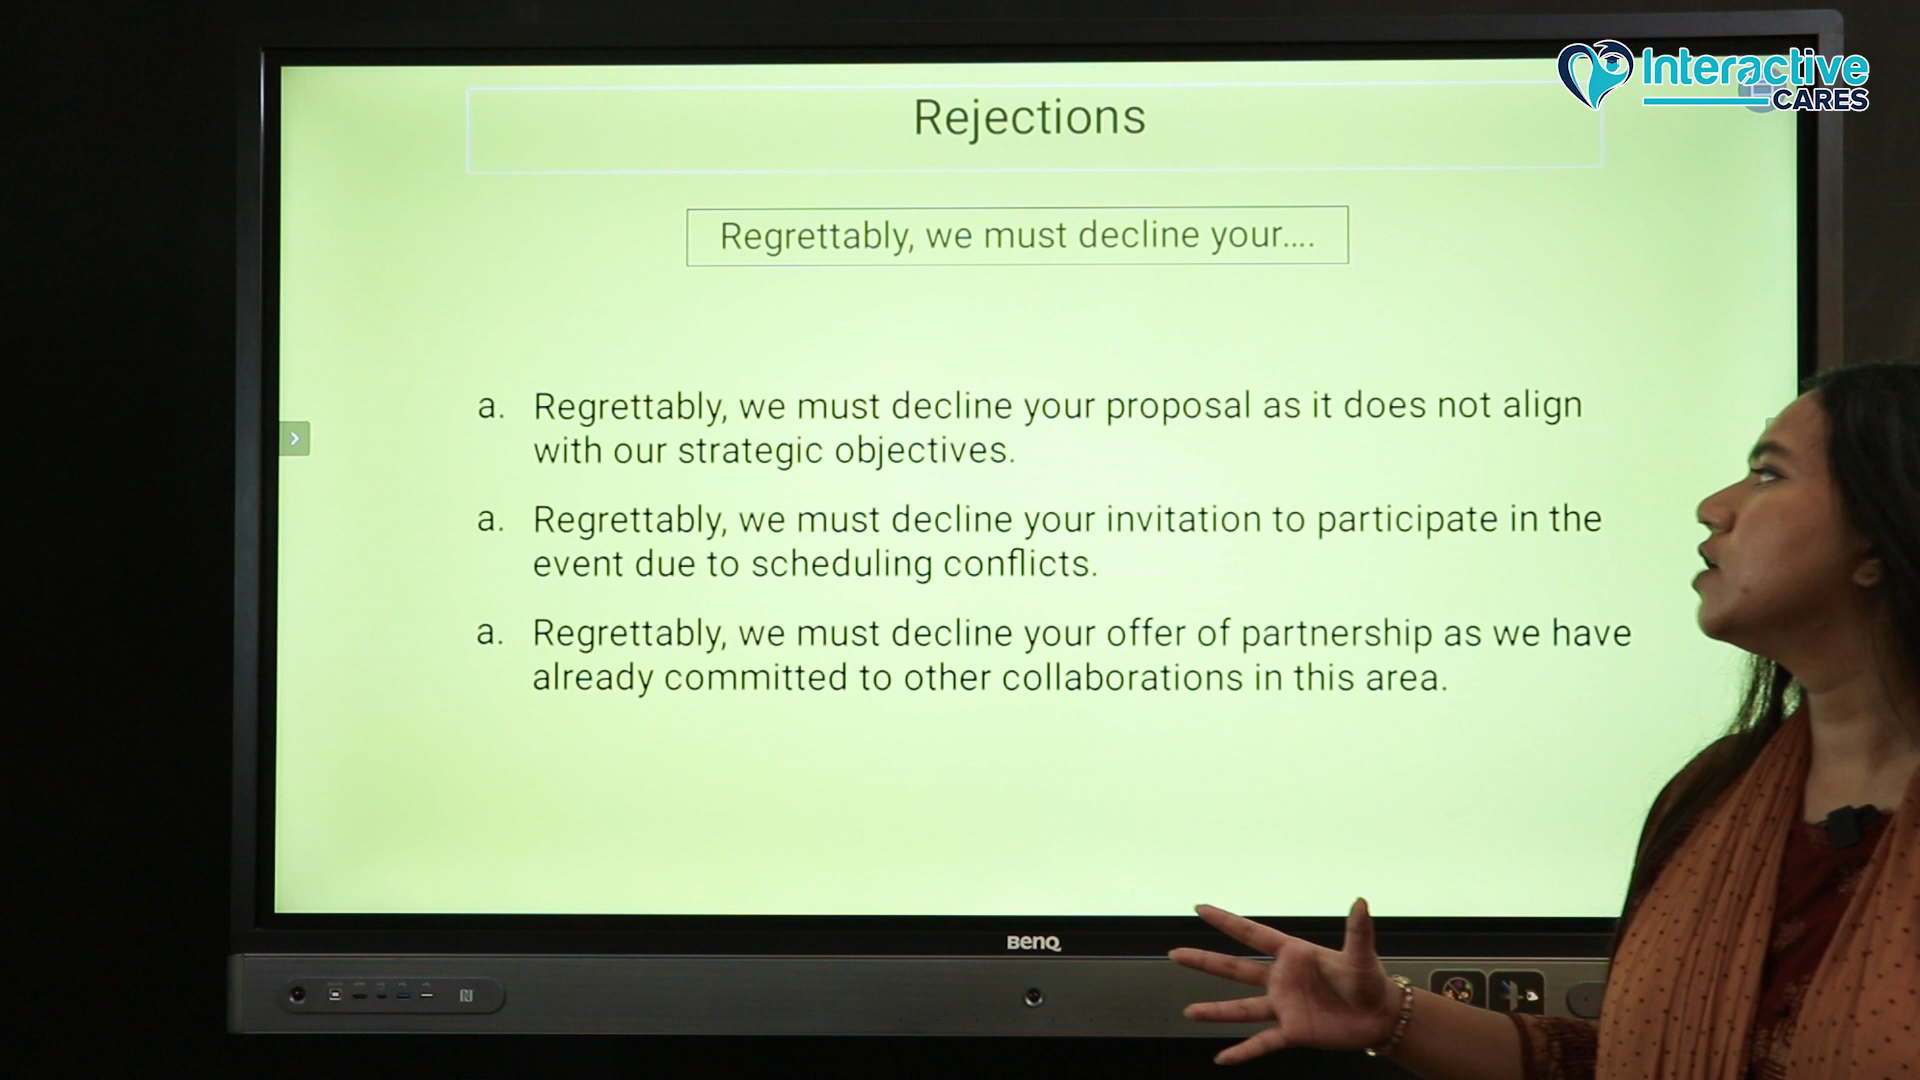 Interactive
CARES
Rejections
Regrettably, we must decline your....
a. Regrettably, we must decline your proposal as it does not align
with our strategic objectives.
a. Regrettably, we must decline your invitation to participate in the
event due to scheduling conflicts.
a. Regrettably, we must decline your offer of partnership as we have
already committed to other collaborations in this area.
BenQ